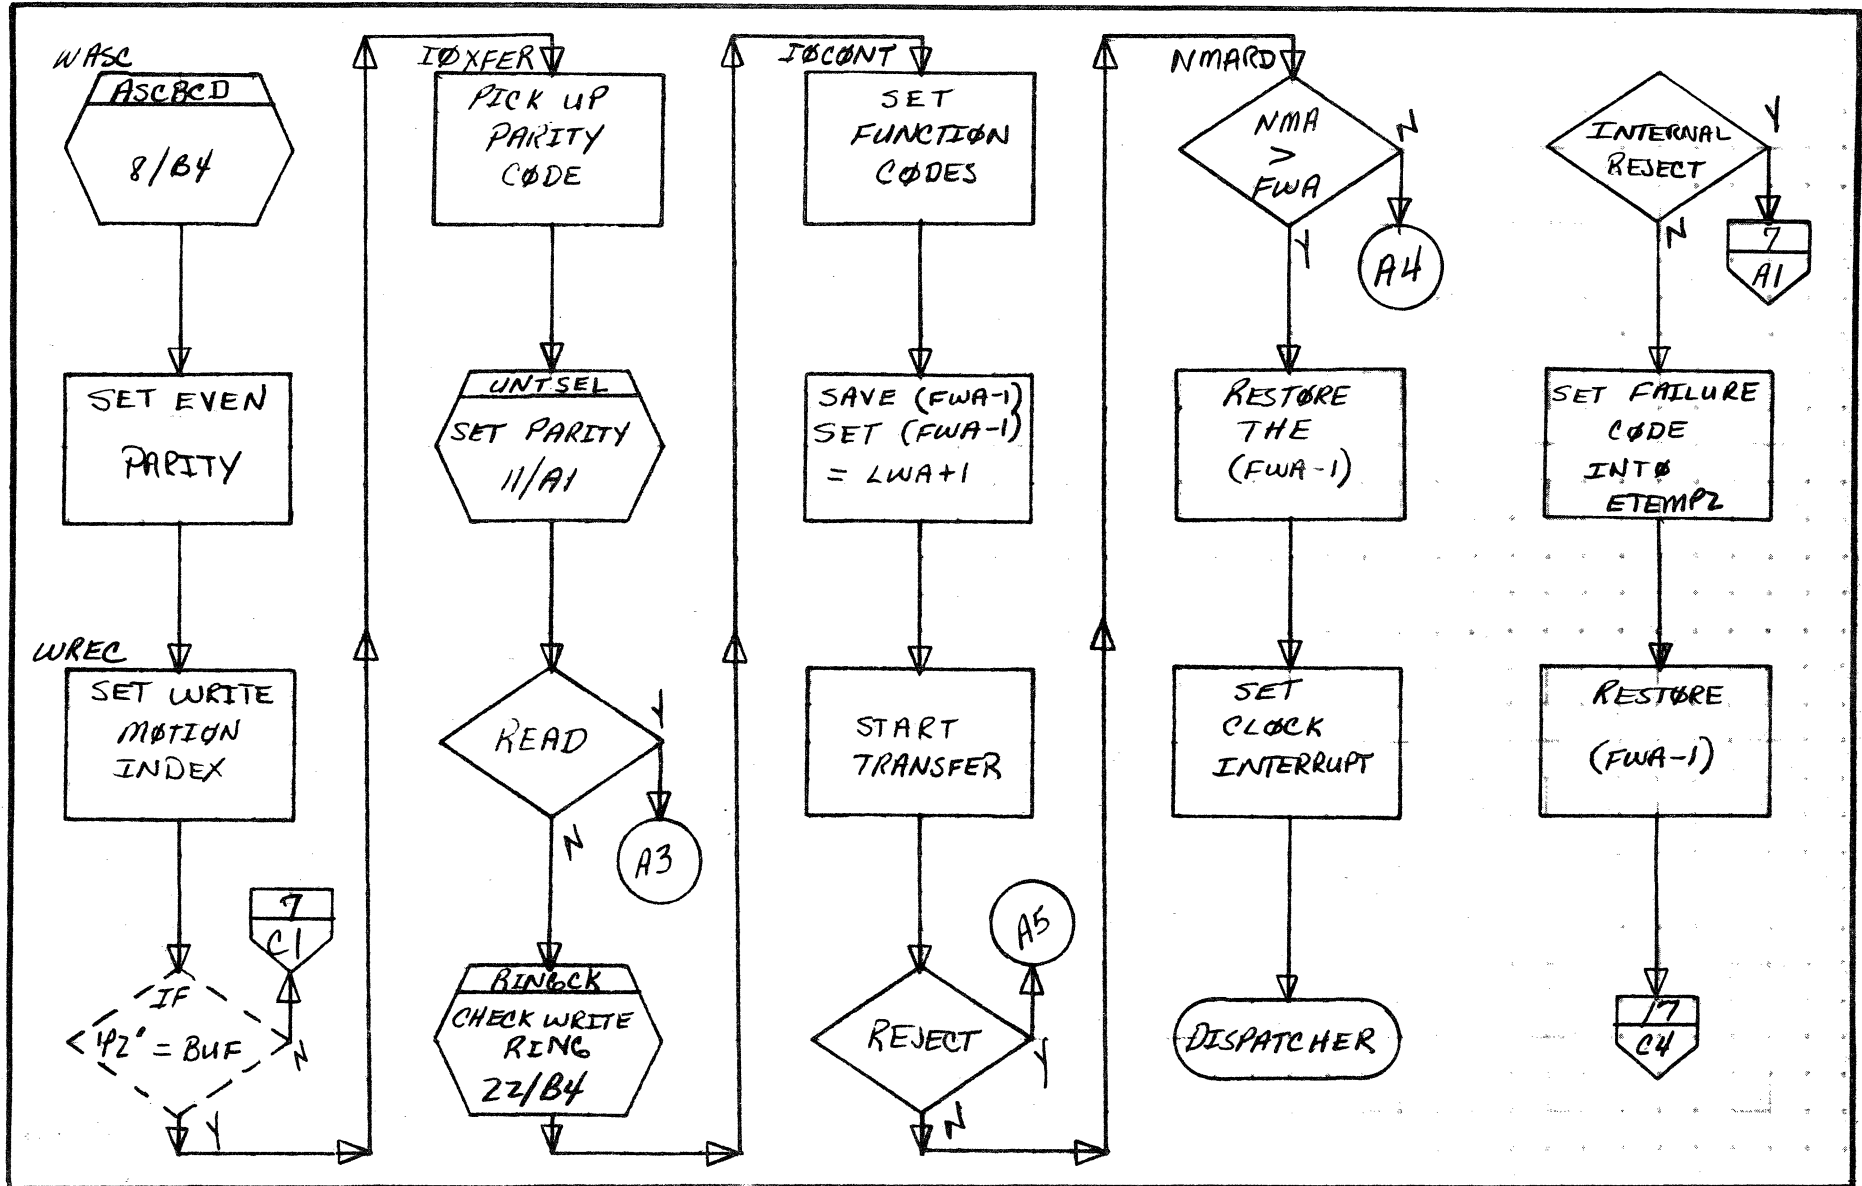 WASC
ASCBCD
8/B4
SET EVEN
PARITY
WREC
SET WRITE
MØTIØN
INDEX
7
C1
IF
= BUF
N
Y
IØXFER
PICK UP
PARITY
CØDE
UNTSEL
SET PARITY
11/A1
READ
Y
N
A3
RINGCK
CHECK WRITE
RING
22/B4
IØCØNT
SET
FUNCTIØN
CØDES
SAVE (FWA-1)
SET (FWA-1)
= LWA+1
START
TRANSFER
A5
REJECT
Y
N
NMARD
NMA
>
FWA
N
Y
A4
RESTØRE
THE
(FWA-1)
SET
CLØCK
INTERRUPT
DISPATCHER
INTERNAL
REJECT
Y
N
7
A1
SET FAILURE
CØDE
INTØ
ETEMP2
RESTØRE
(FWA-1)
17
C4